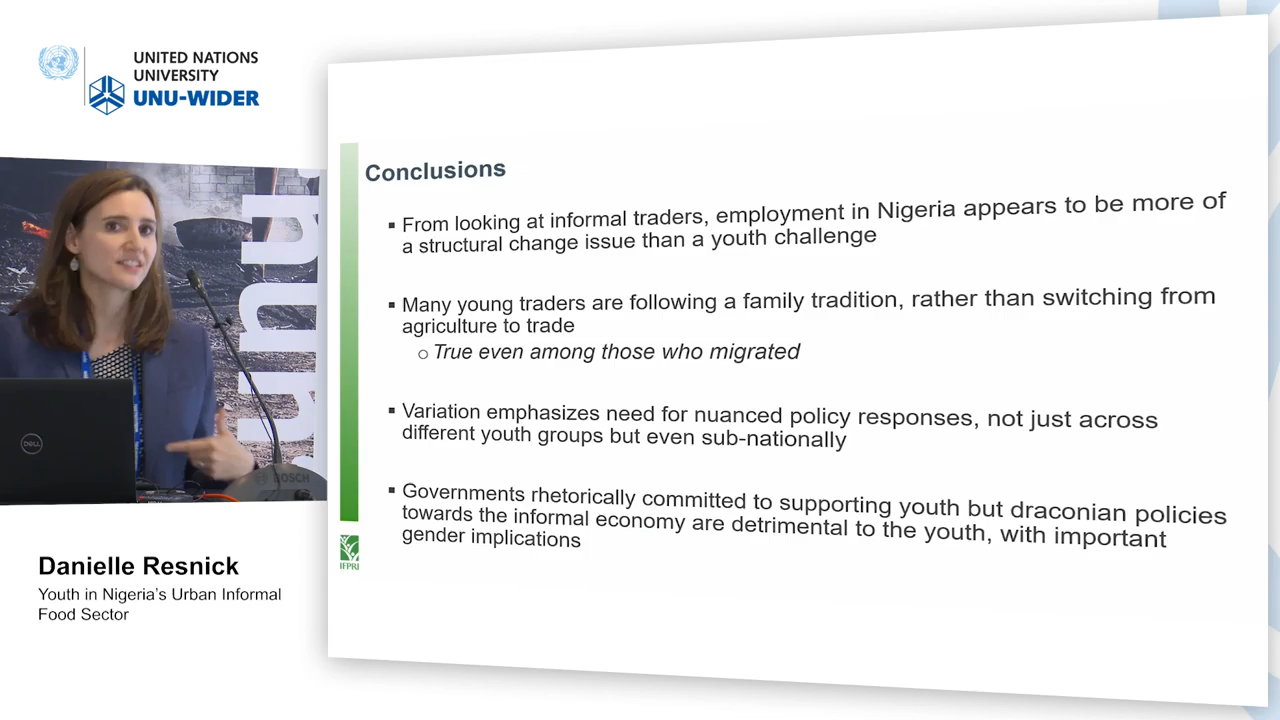 UNITED NATIONS
UNIVERSITY
UNU-WIDER
unu.
DELL
BOSCH
Danielle Resnick
Youth in Nigeria's Urban Informal
Food Sector
Conclusions
▪ From looking at informal traders, employment in Nigeria appears to be more of
a structural change issue than a youth challenge
▪ Many young traders are following a family tradition, rather than switching from
agriculture to trade
o True even among those who migrated
▪ Variation emphasizes need for nuanced policy responses, not just across
different youth groups but even sub-nationally
▪ Governments rhetorically committed to supporting youth but draconian policies
towards the informal economy are detrimental to the youth, with important
gender implications
IFPRI